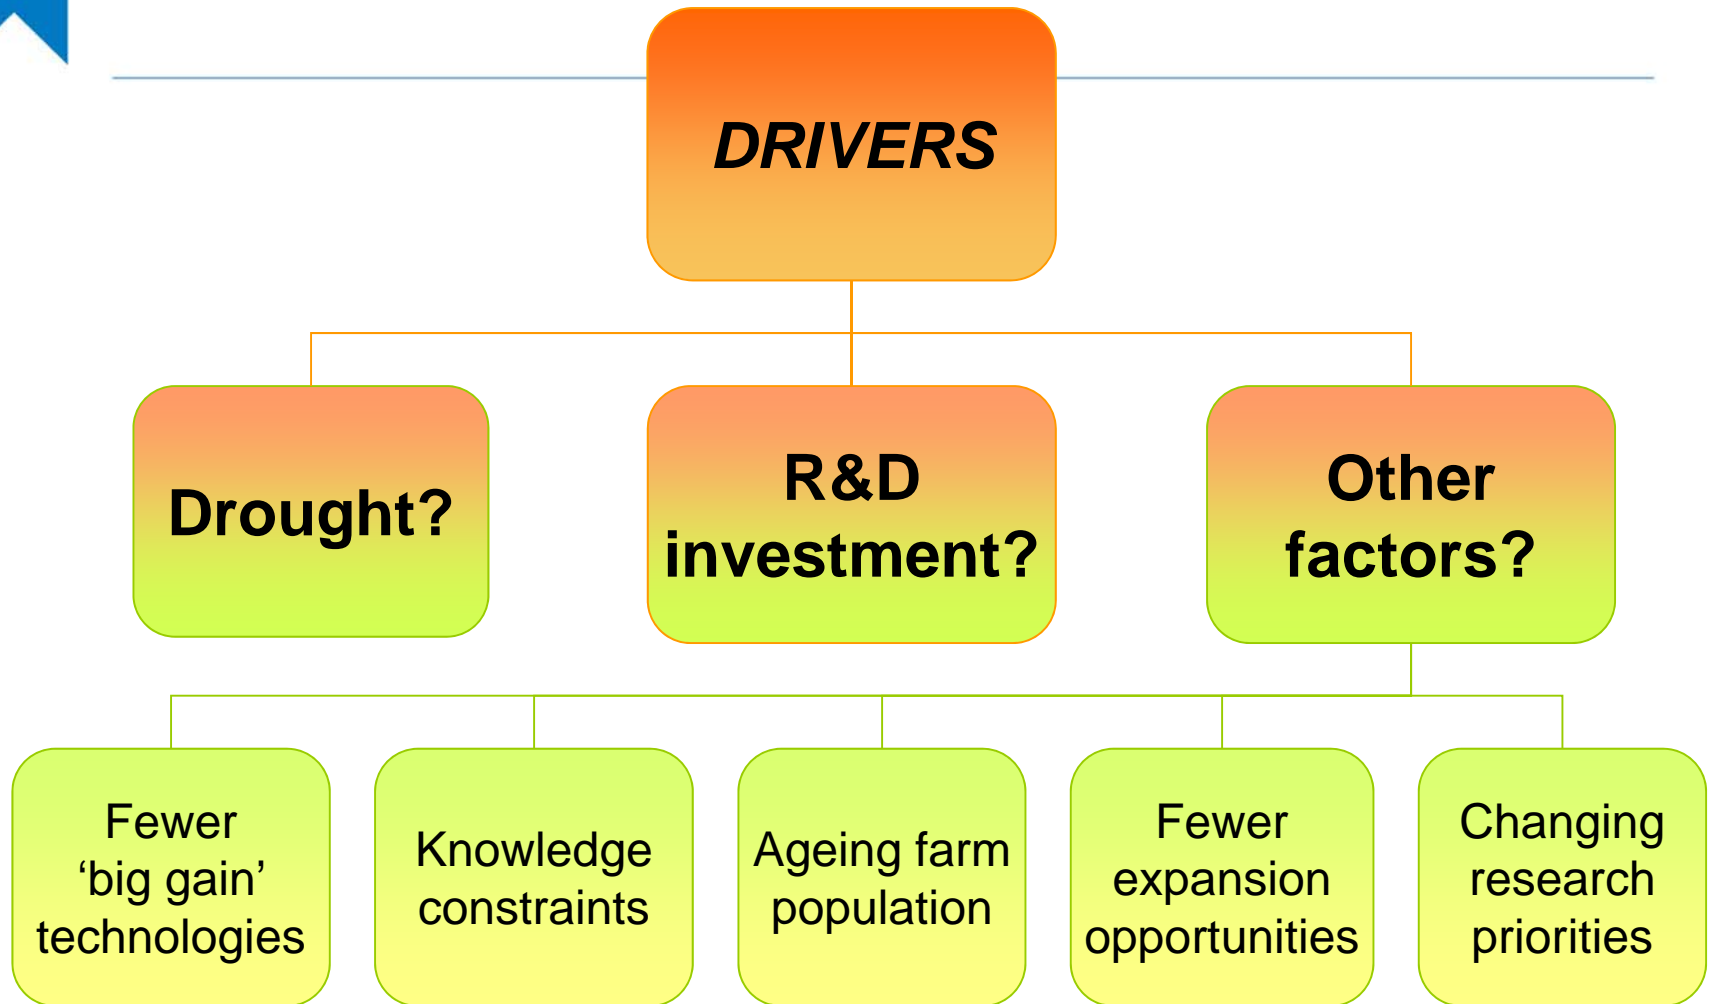 DRIVERS
Drought?
R&D
investment?
Other
factors?
Fewer
‘big gain’
technologies
Knowledge
constraints
Ageing farm
population
Fewer
expansion
opportunities
Changing
research
priorities